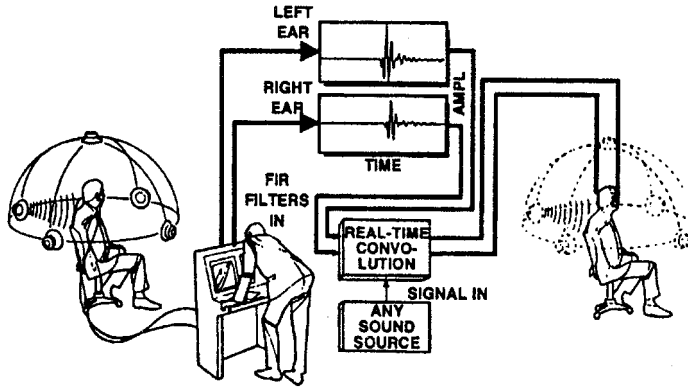 LEFT
EAR
RIGHT
EAR
AMPL
TIME
FIR
FILTERS
IN
REAL-TIME
CONVO-
LUTION
SIGNAL IN
ANY
SOUND
SOURCE